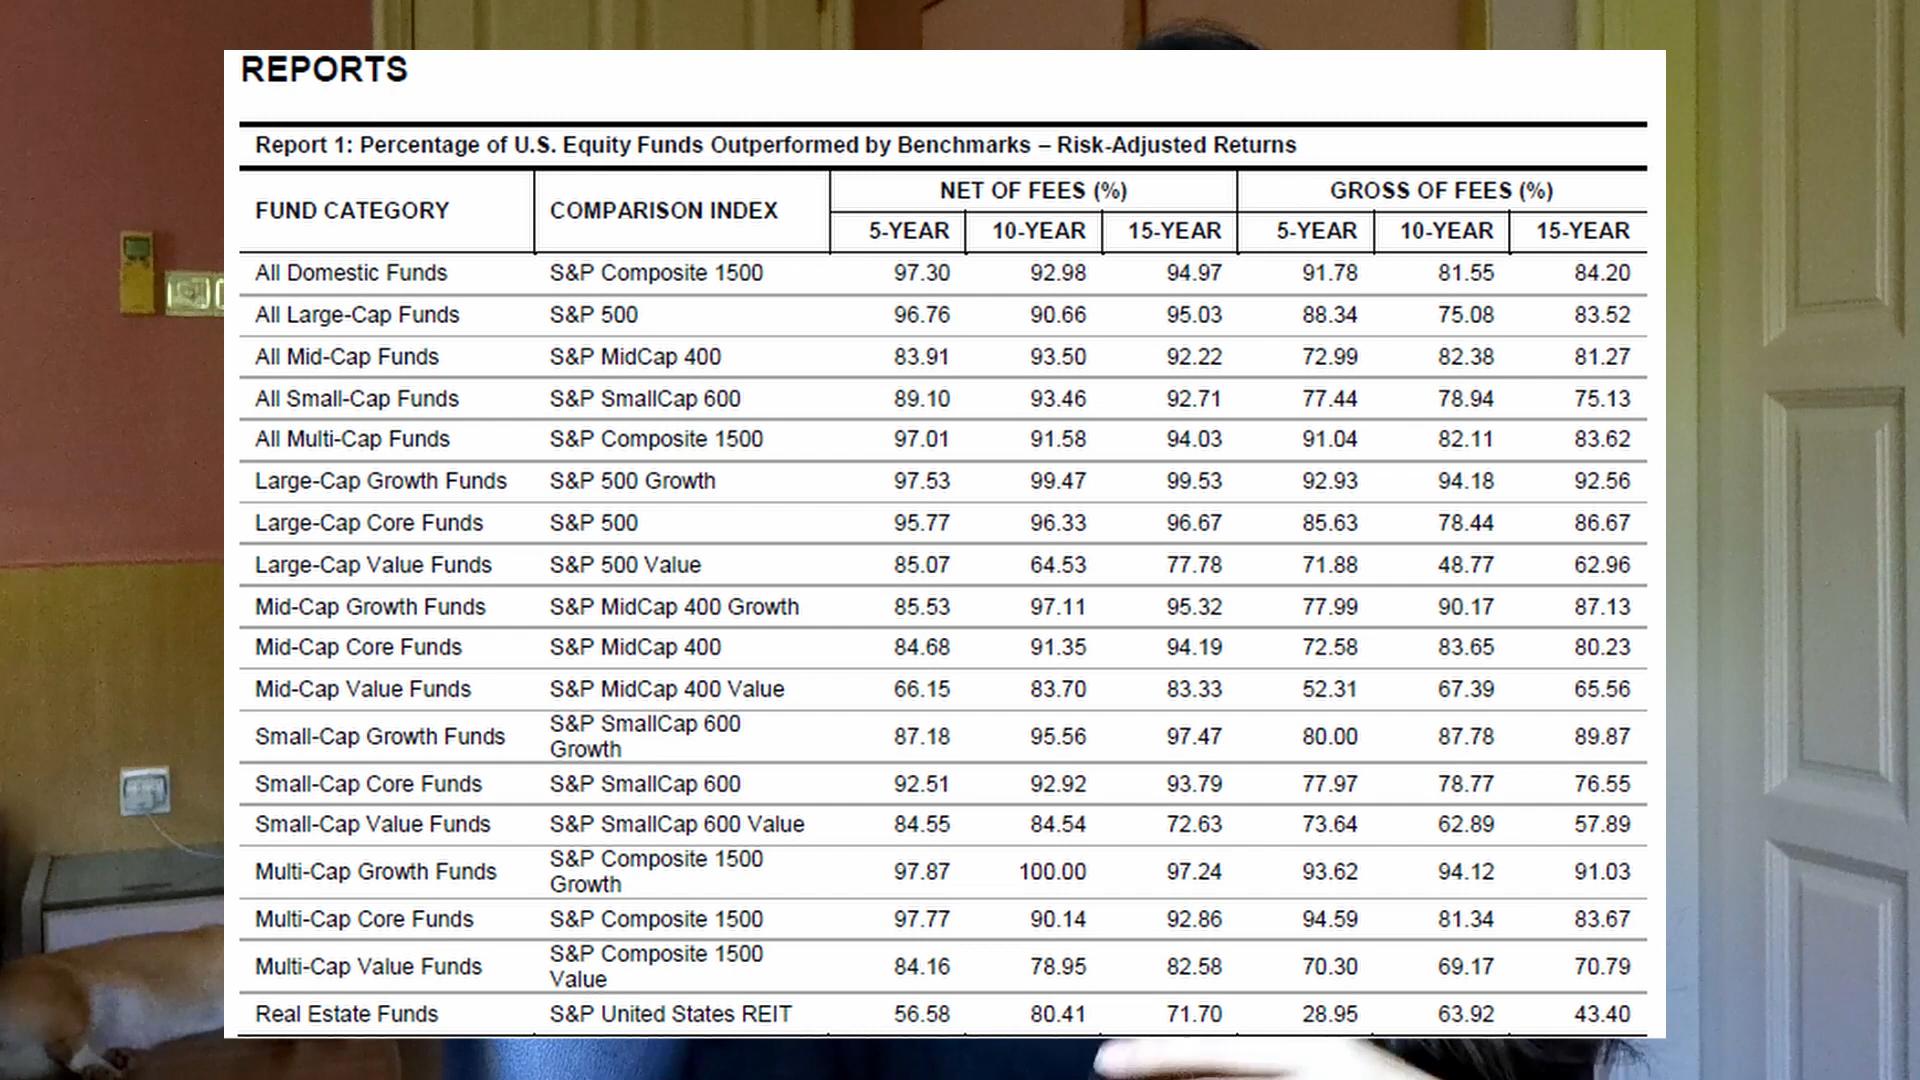 REPORTS
Report 1: Percentage of U.S. Equity Funds Outperformed by Benchmarks – Risk-Adjusted Returns
FUND CATEGORY COMPARISON INDEX NET OF FEES (%) GROSS OF FEES (%)
5-YEAR 10-YEAR 15-YEAR 5-YEAR 10-YEAR 15-YEAR
All Domestic Funds S&P Composite 1500 97.30 92.98 94.97 91.78 81.55 84.20
All Large-Cap Funds S&P 500 96.76 90.66 95.03 88.34 75.08 83.52
All Mid-Cap Funds S&P MidCap 400 83.91 93.50 92.22 72.99 82.38 81.27
All Small-Cap Funds S&P SmallCap 600 89.10 93.46 92.71 77.44 78.94 75.13
All Multi-Cap Funds S&P Composite 1500 97.01 91.58 94.03 91.04 82.11 83.62
Large-Cap Growth Funds S&P 500 Growth 97.53 99.47 99.53 92.93 94.18 92.56
Large-Cap Core Funds S&P 500 95.77 96.33 96.67 85.63 78.44 86.67
Large-Cap Value Funds S&P 500 Value 85.07 64.53 77.78 71.88 48.77 62.96
Mid-Cap Growth Funds S&P MidCap 400 Growth 85.53 97.11 95.32 77.99 90.17 87.13
Mid-Cap Core Funds S&P MidCap 400 84.68 91.35 94.19 72.58 83.65 80.23
Mid-Cap Value Funds S&P MidCap 400 Value 66.15 83.70 83.33 52.31 67.39 65.56
Small-Cap Growth Funds S&P SmallCap 600
Growth 87.18 95.56 97.47 80.00 87.78 89.87
Small-Cap Core Funds S&P SmallCap 600 92.51 92.92 93.79 77.97 78.77 76.55
Small-Cap Value Funds S&P SmallCap 600 Value 84.55 84.54 72.63 73.64 62.89 57.89
Multi-Cap Growth Funds S&P Composite 1500
Growth 97.87 100.00 97.24 93.62 94.12 91.03
Multi-Cap Core Funds S&P Composite 1500 97.77 90.14 92.86 94.59 81.34 83.67
Multi-Cap Value Funds S&P Composite 1500
Value 84.16 78.95 82.58 70.30 69.17 70.79
Real Estate Funds S&P United States REIT 56.58 80.41 71.70 28.95 63.92 43.40